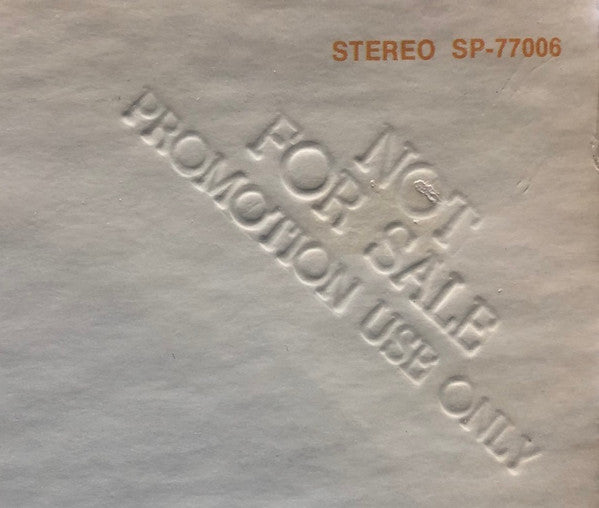 STEREO SP-77006
NOT
FOR SALE
PROMOTION USE ONLY